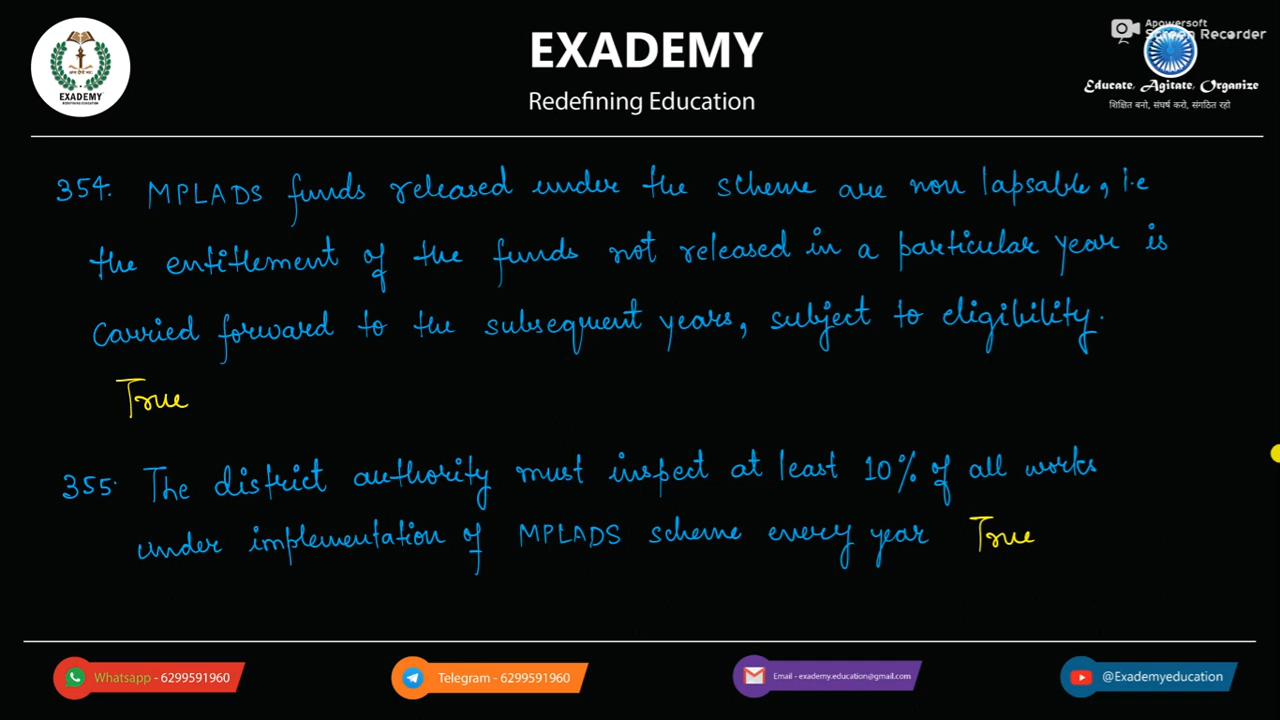 EXADEMY
Redefining Education
EXADEMY
REDEFINING EDUCATION
Apowersoft
Screen Recorder
Educate, Agitate, Organize
शिक्षित बनो, संघर्ष करो, संगठित रहो
354. MPLADS funds released under the scheme are non lapsable, i.e
the entitlement of the funds not released in a particular year is
carried forward to the subsequent years, subject to eligibility.
True
355. The district authority must inspect at least 10% of all works
under implementation of MPLADS scheme every year True
Whatsapp - 6299591960
Telegram - 6299591960
Email - exademy.education@gmail.com
@Exademyeducation